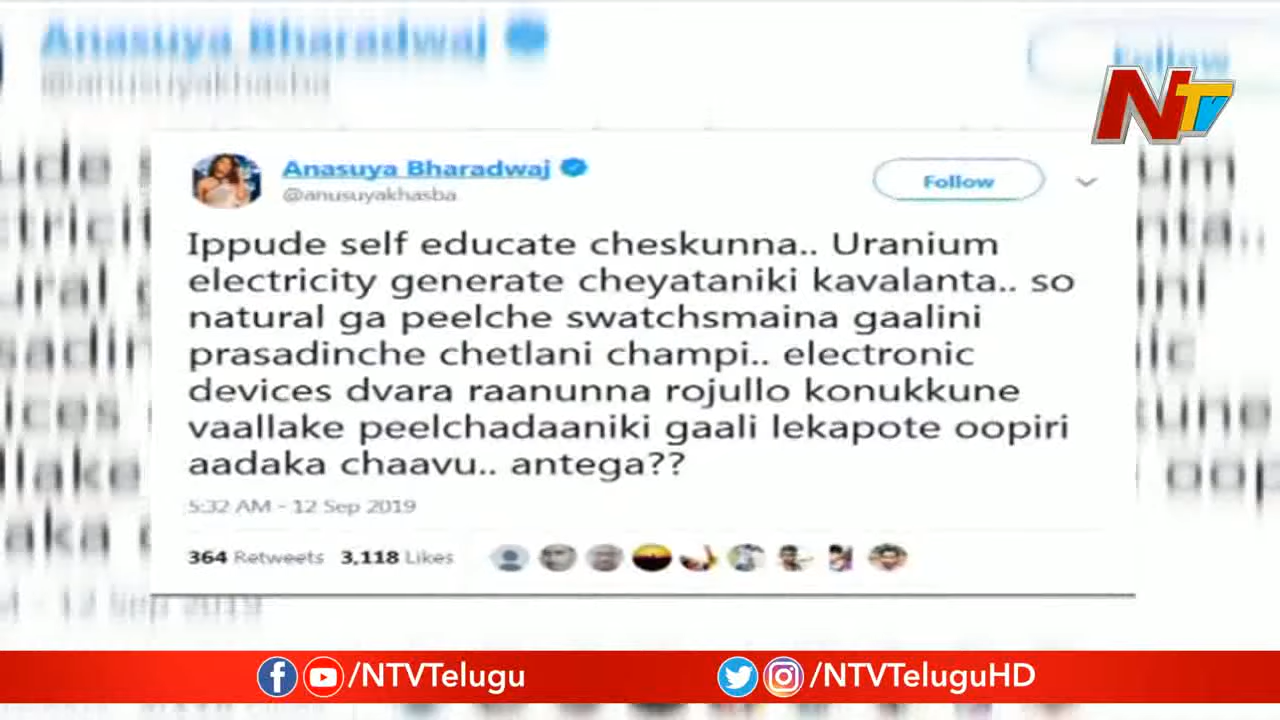 Anasuya Bharadwaj
@anusuyakhasba
Follow
NTV
Anasuya Bharadwaj
@anusuyakhasba
Follow
Ippude self educate cheskunna.. Uranium
electricity generate cheyataniki kavalanta.. so
natural ga peelche swatchsmaina gaalini
prasadinche chetlani champi.. electronic
devices dvara raanunna rojullo konukkune
vaallake peelchadaaniki gaali lekapote oopiri
aadaka chaavu.. antega??
5:32 AM - 12 Sep 2019
364 Retweets 3,118 Likes
/NTVTelugu
/NTVTeluguHD